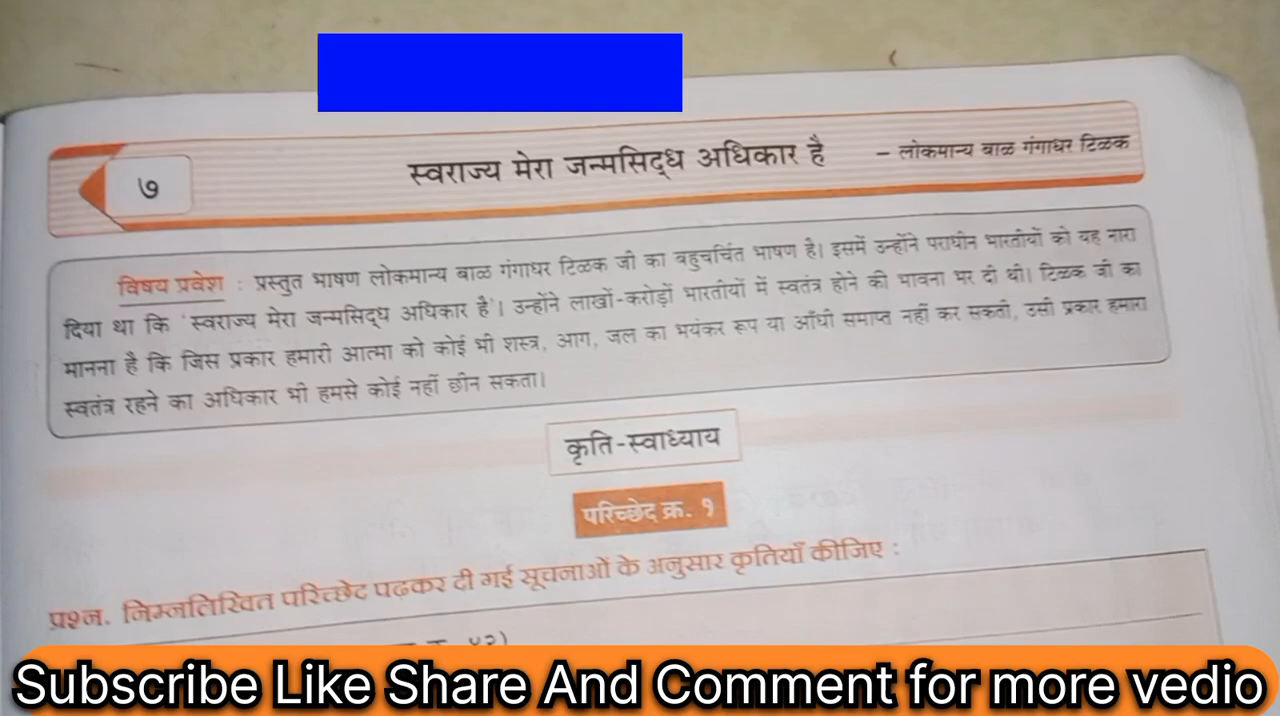 ७
स्वराज्य मेरा जन्मसिद्ध अधिकार है
– लोकमान्य बाळ गंगाधर टिळक
विषय प्रवेश : प्रस्तुत भाषण लोकमान्य बाळ गंगाधर टिळक जी का बहुचर्चित भाषण है। इसमें उन्होंने पराधीन भारतीयों को यह नारा
दिया था कि 'स्वराज्य मेरा जन्मसिद्ध अधिकार है'। उन्होंने लाखों-करोड़ों भारतीयों में स्वतंत्र होने की भावना भर दी थी। टिळक जी का
मानना है कि जिस प्रकार हमारी आत्मा को कोई भी शस्त्र, आग, जल का भयंकर रूप या आँधी समाप्त नहीं कर सकती, उसी प्रकार हमारा
स्वतंत्र रहने का अधिकार भी हमसे कोई नहीं छीन सकता।
कृति-स्वाध्याय
परिच्छेद क्र. १
प्रश्न. निम्नलिखित परिच्छेद पढ़कर दी गई सूचनाओं के अनुसार कृतियाँ कीजिए :
Subscribe Like Share And Comment for more vedio